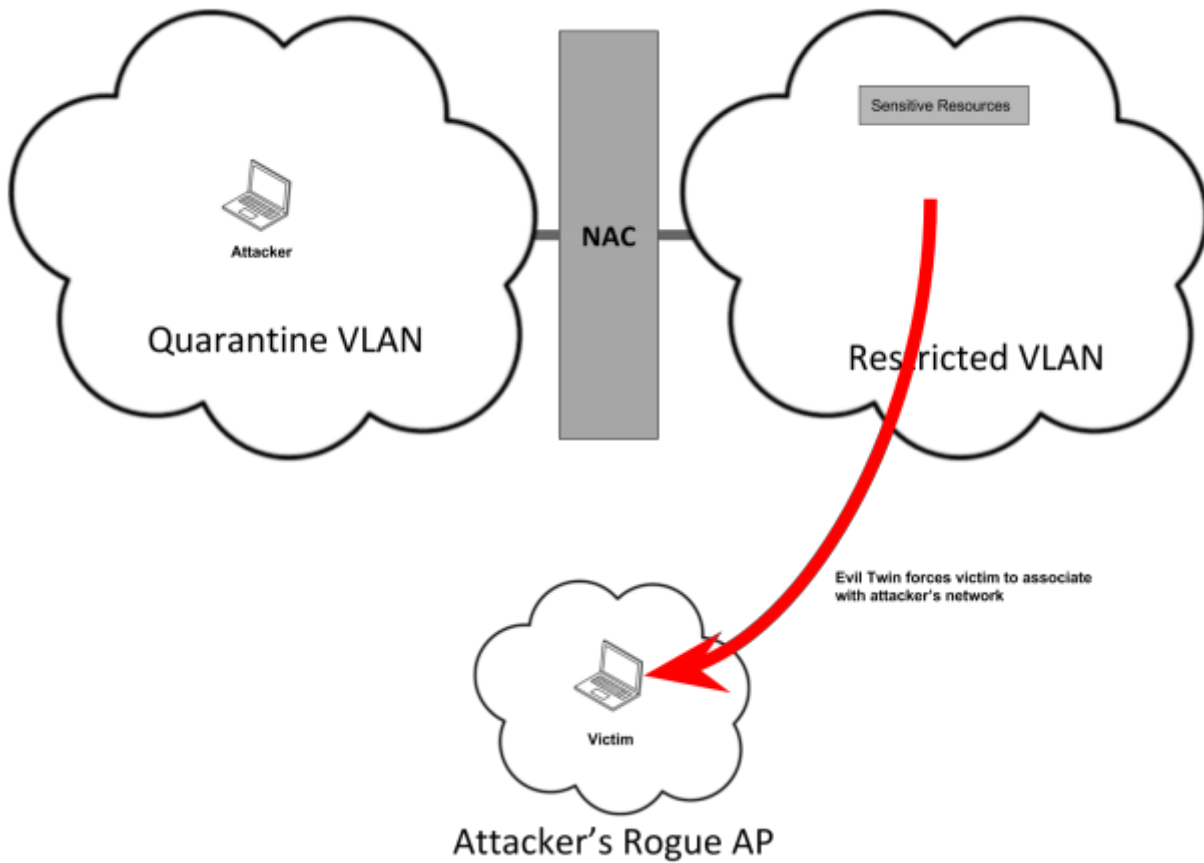 Sensitive Resources
Attacker
NAC
Quarantine VLAN
Restricted VLAN
Evil Twin forces victim to associate
with attacker's network
Victim
Attacker's Rogue AP